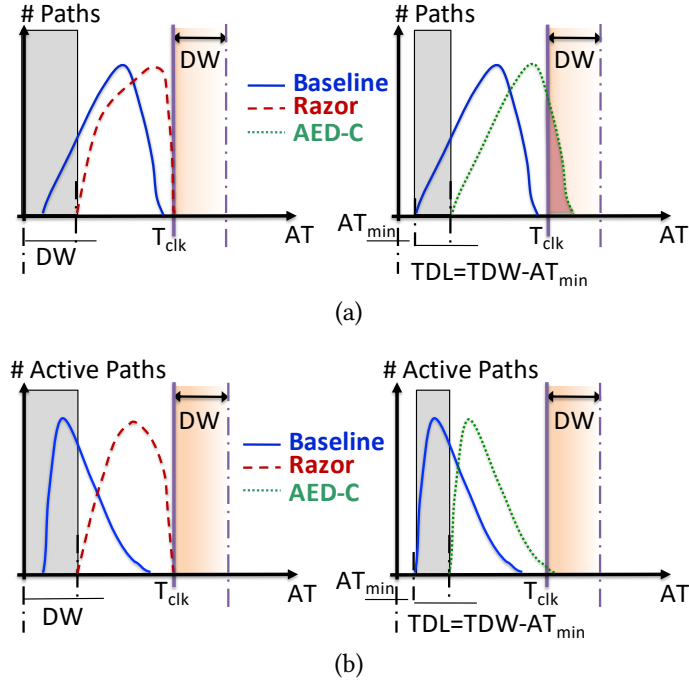 # Paths
# Paths
DW
DW
Baseline
Razor
AED-C
T_clk
AT
DW
AT_min
T_clk
AT
TDL=TDW-AT_min
(a)
# Active Paths
# Active Paths
DW
DW
Baseline
Razor
AED-C
T_clk
AT
DW
AT_min
T_clk
AT
TDL=TDW-AT_min
(b)